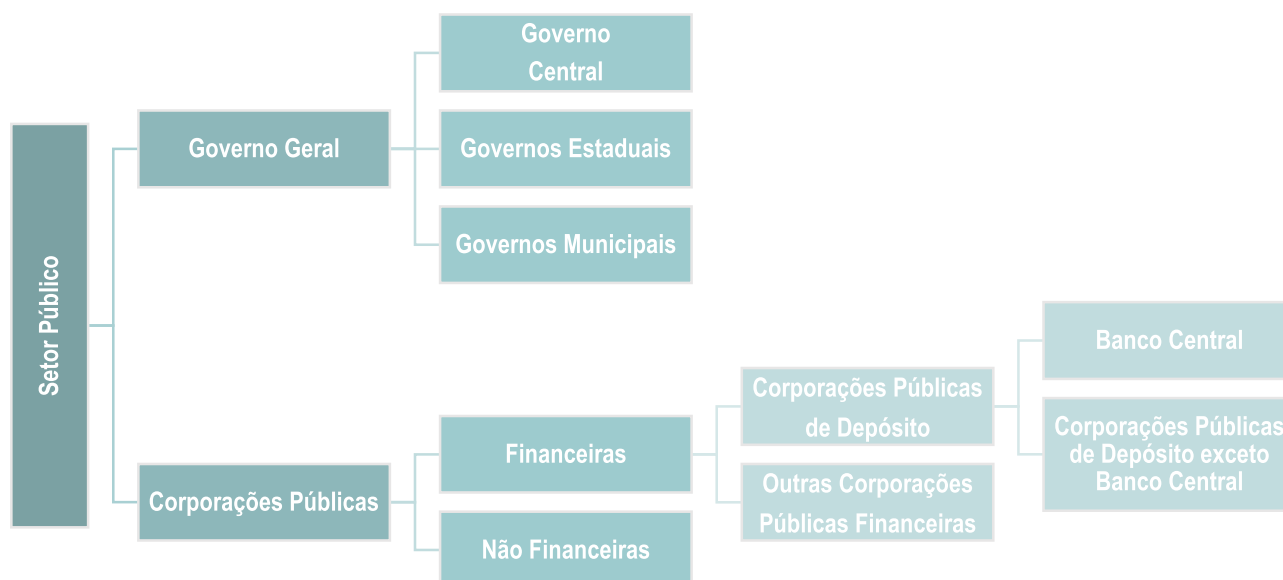 Setor Público
Governo Geral
Governo
Central
Governos Estaduais
Governos Municipais
Corporações Públicas
Financeiras
Não Financeiras
Corporações Públicas
de Depósito
Outras Corporações
Públicas Financeiras
Banco Central
Corporações Públicas
de Depósito exceto
Banco Central